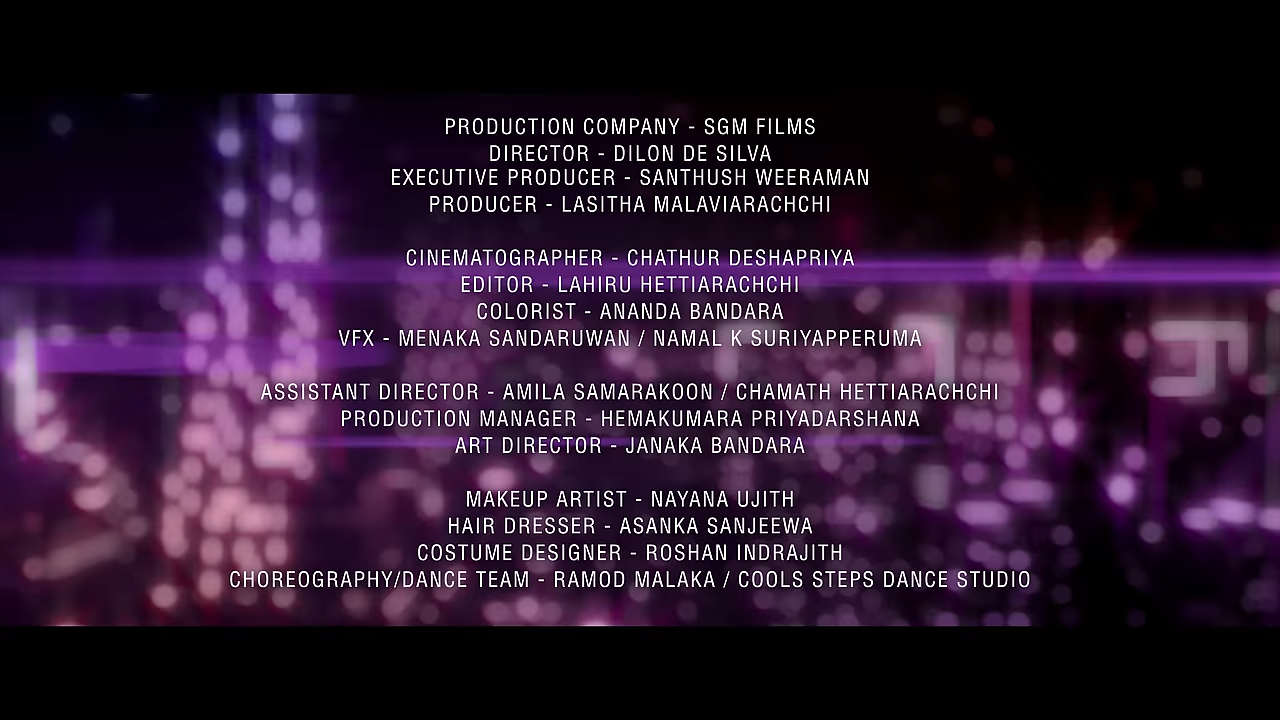 PRODUCTION COMPANY - SGM FILMS
DIRECTOR - DILON DE SILVA
EXECUTIVE PRODUCER - SANTHUSH WEERAMAN
PRODUCER - LASITHA MALAVIARACHCHI
CINEMATOGRAPHER - CHATHUR DESHAPRIYA
EDITOR - LAHIRU HETTIARACHCHI
COLORIST - ANANDA BANDARA
VFX - MENAKA SANDARUWAN / NAMAL K SURIYAPPERUMA
ASSISTANT DIRECTOR - AMILA SAMARAKOON / CHAMATH HETTIARACHCHI
PRODUCTION MANAGER - HEMAKUMARA PRIYADARSHANA
ART DIRECTOR - JANAKA BANDARA
MAKEUP ARTIST - NAYANA UJITH
HAIR DRESSER - ASANKA SANJEEWA
COSTUME DESIGNER - ROSHAN INDRAJITH
CHOREOGRAPHY/DANCE TEAM - RAMOD MALAKA / COOLS STEPS DANCE STUDIO